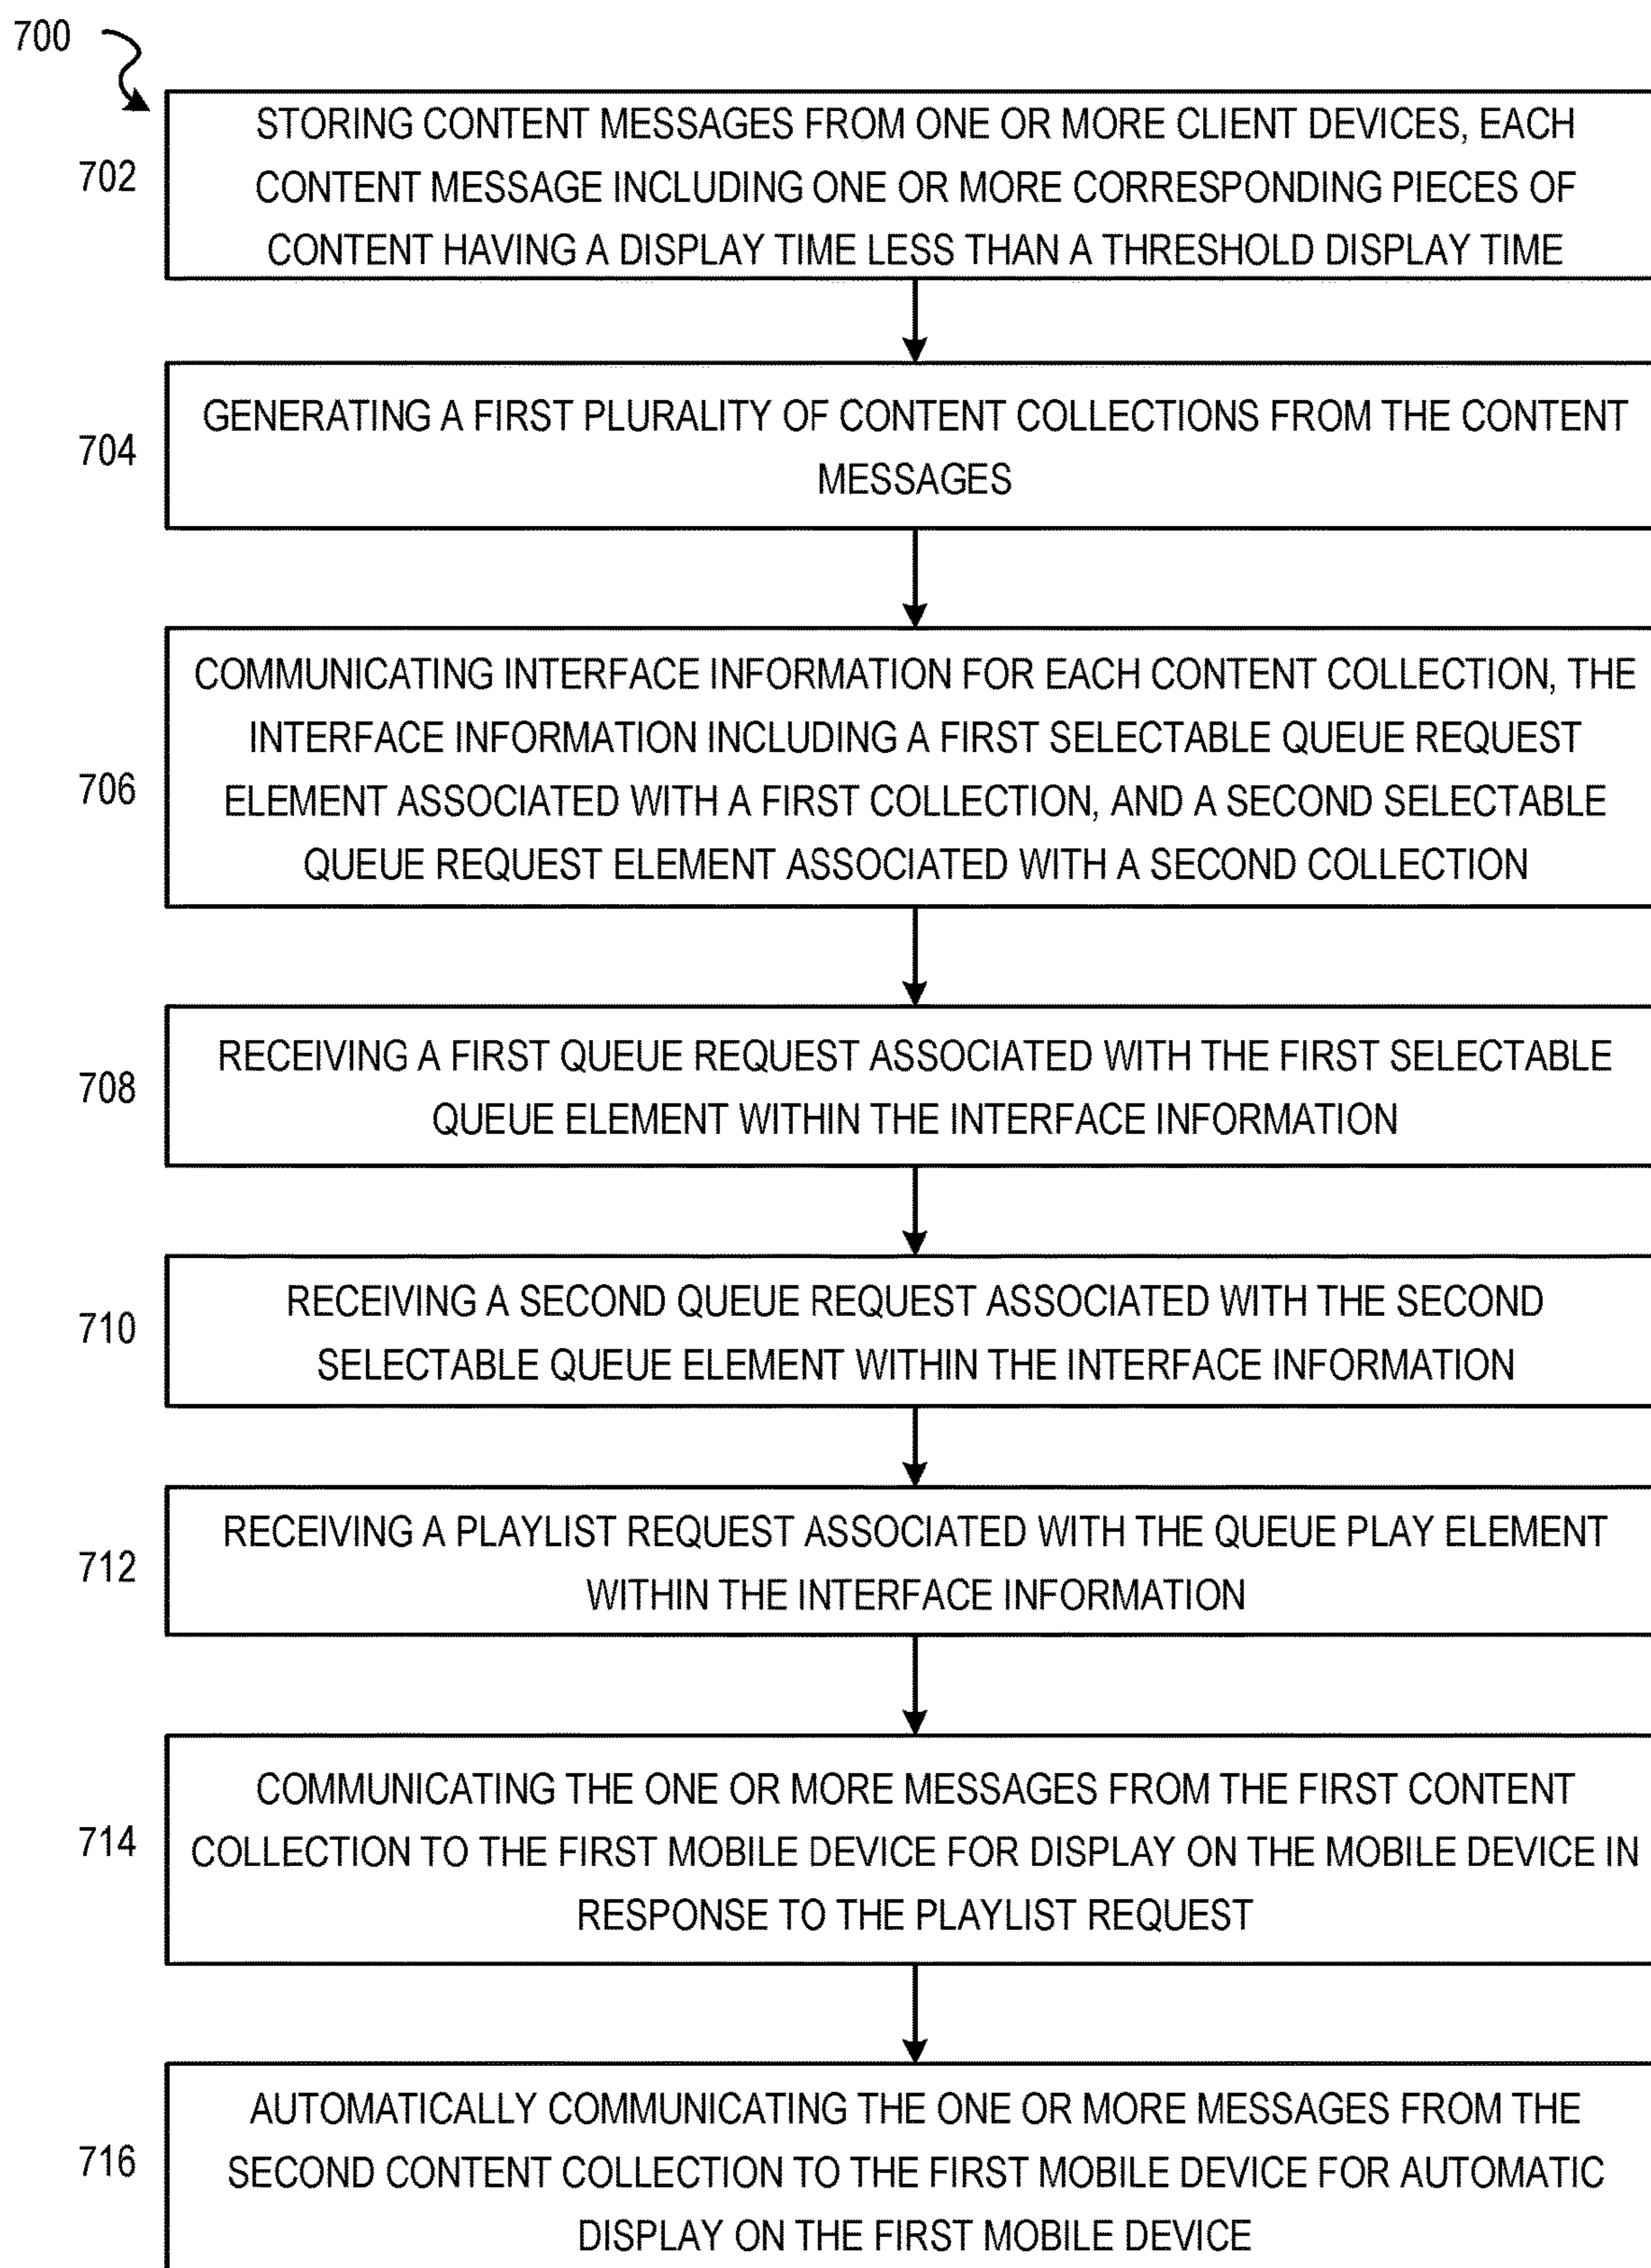 700
702
STORING CONTENT MESSAGES FROM ONE OR MORE CLIENT DEVICES, EACH
CONTENT MESSAGE INCLUDING ONE OR MORE CORRESPONDING PIECES OF
CONTENT HAVING A DISPLAY TIME LESS THAN A THRESHOLD DISPLAY TIME
704
GENERATING A FIRST PLURALITY OF CONTENT COLLECTIONS FROM THE CONTENT
MESSAGES
706
COMMUNICATING INTERFACE INFORMATION FOR EACH CONTENT COLLECTION, THE
INTERFACE INFORMATION INCLUDING A FIRST SELECTABLE QUEUE REQUEST
ELEMENT ASSOCIATED WITH A FIRST COLLECTION, AND A SECOND SELECTABLE
QUEUE REQUEST ELEMENT ASSOCIATED WITH A SECOND COLLECTION
708
RECEIVING A FIRST QUEUE REQUEST ASSOCIATED WITH THE FIRST SELECTABLE
QUEUE ELEMENT WITHIN THE INTERFACE INFORMATION
710
RECEIVING A SECOND QUEUE REQUEST ASSOCIATED WITH THE SECOND
SELECTABLE QUEUE ELEMENT WITHIN THE INTERFACE INFORMATION
712
RECEIVING A PLAYLIST REQUEST ASSOCIATED WITH THE QUEUE PLAY ELEMENT
WITHIN THE INTERFACE INFORMATION
714
COMMUNICATING THE ONE OR MORE MESSAGES FROM THE FIRST CONTENT
COLLECTION TO THE FIRST MOBILE DEVICE FOR DISPLAY ON THE MOBILE DEVICE IN
RESPONSE TO THE PLAYLIST REQUEST
716
AUTOMATICALLY COMMUNICATING THE ONE OR MORE MESSAGES FROM THE
SECOND CONTENT COLLECTION TO THE FIRST MOBILE DEVICE FOR AUTOMATIC
DISPLAY ON THE FIRST MOBILE DEVICE